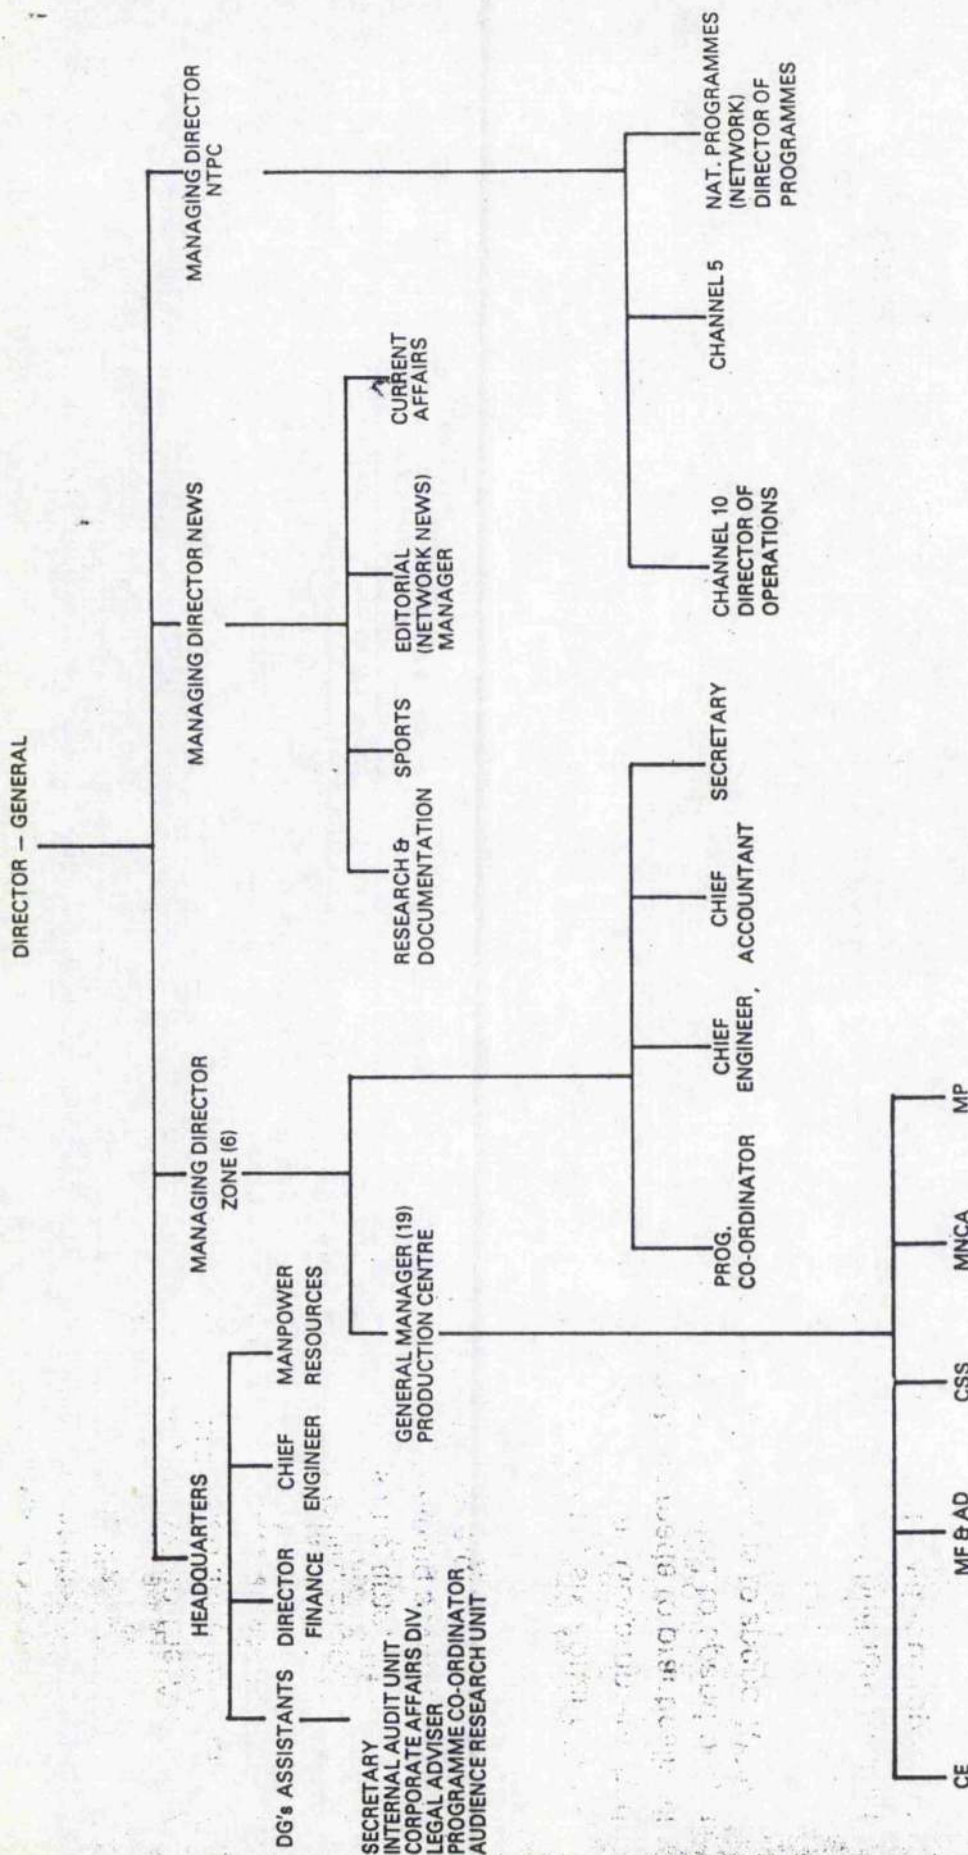 DIRECTOR – GENERAL
HEADQUARTERS
MANAGING DIRECTOR
ZONE (6)
MANAGING DIRECTOR NEWS
MANAGING DIRECTOR
NTPC
DG's ASSISTANTS
DIRECTOR
FINANCE
CHIEF
ENGINEER
MANPOWER
RESOURCES
SECRETARY
INTERNAL AUDIT UNIT
CORPORATE AFFAIRS DIV.
LEGAL ADVISER
PROGRAMME CO-ORDINATOR
AUDIENCE RESEARCH UNIT
GENERAL MANAGER (19)
PRODUCTION CENTRE
RESEARCH &
DOCUMENTATION
SPORTS
EDITORIAL
(NETWORK NEWS)
MANAGER
CURRENT
AFFAIRS
PROG.
CO-ORDINATOR
CHIEF
ENGINEER,
CHIEF
ACCOUNTANT
SECRETARY
CHANNEL 10
DIRECTOR OF
OPERATIONS
CHANNEL 5
NAT. PROGRAMMES
(NETWORK)
DIRECTOR OF
PROGRAMMES
CE
MF & AD
CSS
MNCA
MP